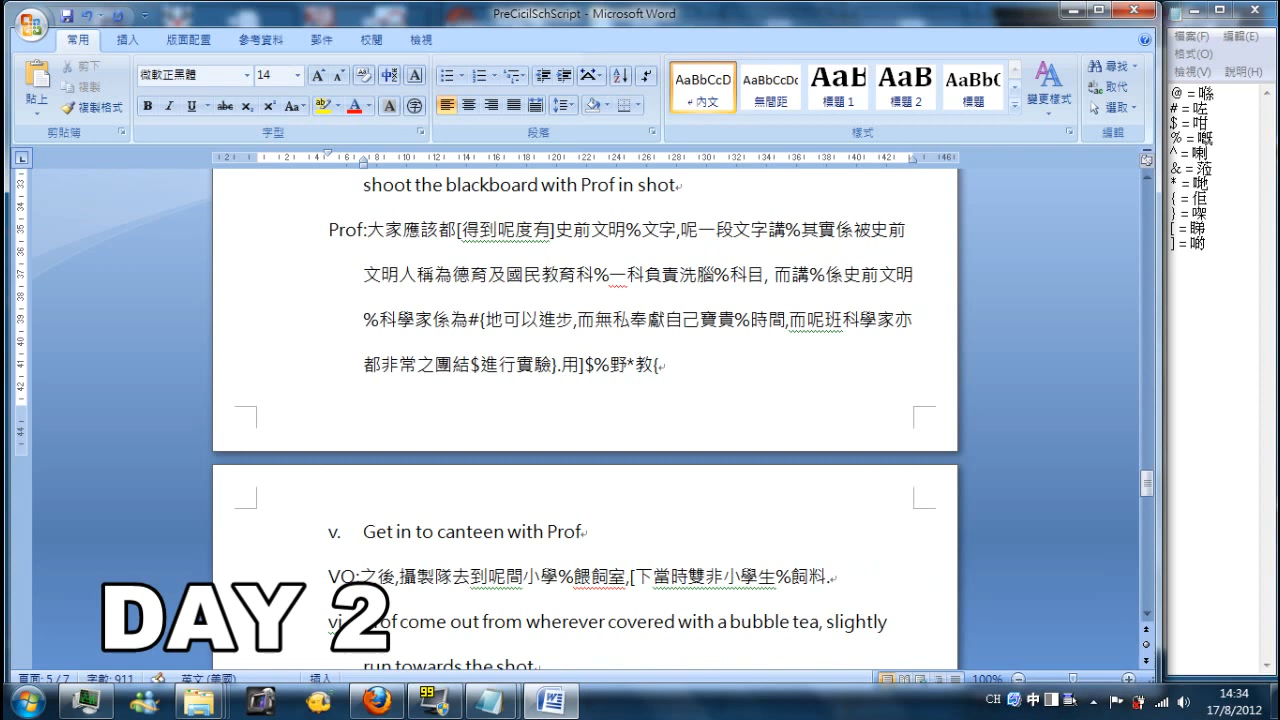 PreCicilSchScript - Microsoft Word
常用 插入 版面配置 參考資料 郵件 校閱 檢視
貼上 剪下 複製 複製格式 剪貼簿
微軟正黑體 14 字型
段落
AaBbCcD 內文 AaBbCcDc 無間距 AaBb 標題 1 AaB 標題 2 AaBb( 標題 變更樣式 樣式
尋找 取代 選取 編輯
shoot the blackboard with Prof in shot
Prof:大家應該都[得到呢度有]史前文明%文字,呢一段文字講%其實係被史前
文明人稱為德育及國民教育科%一科負責洗腦%科目, 而講%係史前文明
%科學家係為#{地可以進步,而無私奉獻自己寶貴%時間,而呢班科學家亦
都非常之團結$進行實驗}.用]$%野*教{
v. Get in to canteen with Prof
VO:之後,攝製隊去到呢間小學%餵飼室,[下當時雙非小學生%飼料.
come out from wherever covered with a bubble tea, slightly
run towards the shot
DAY 2
頁面: 5 / 7 字數: 911 英文 (美國) 插入 100%
檔案(F) 編輯(E)
格式(O)
檢視(V) 說明(H)
@ = 喺
# = 咗
$ = 咁
% = 嘅
^ = 喇
* = 哋
{ = 佢
} = 㗎
[ = 睇
] = 啲
99
CH 中
14:34
17/8/2012